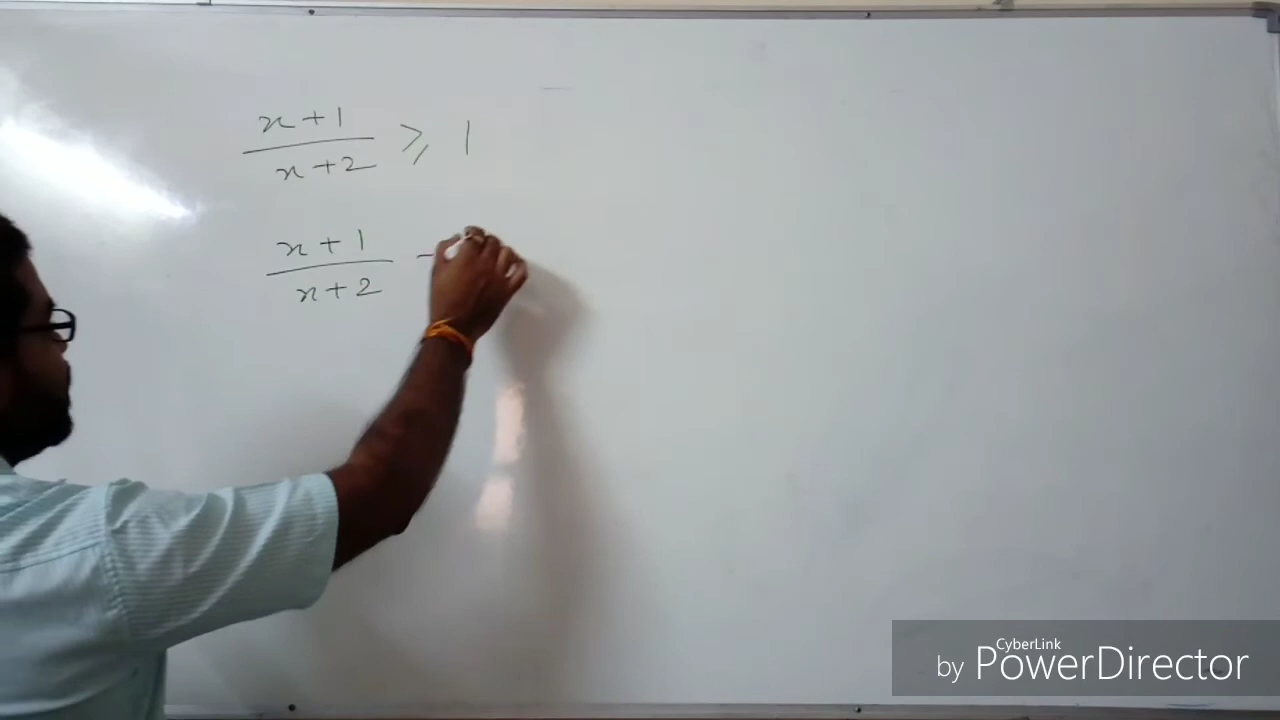 x+1
x+2 ⩾ 1
x+1
x+2 -
CyberLink
by PowerDirector